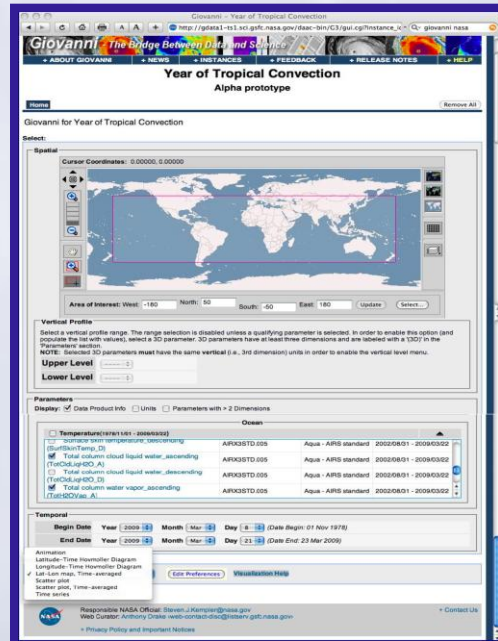 Giovanni - Year of Tropical Convection
http://gdata1-ts1.sci.gsfc.nasa.gov/daac-bin/G3/gui.cgi?instance_i
giovanni nasa
Giovanni - The Bridge Between Data and Science
+ ABOUT GIOVANNI + NEWS + INSTANCES + FEEDBACK + RELEASE NOTES + HELP
Year of Tropical Convection
Alpha prototype
Home
Remove All
Giovanni for Year of Tropical Convection
Select:
Spatial
Cursor Coordinates: 0.00000, 0.00000
Area of Interest: West: -180 North: 50 South: -50 East: 180 Update Select...
Vertical Profile
Select a vertical profile range. The range selection is disabled unless a qualifying parameter is selected. In order to enable this option (and
populate the list with values), select a 3D parameter. 3D parameters have at least three dimensions and are labeled with a '(3D)' in the
'Parameters' section.
NOTE: Selected 3D parameters must have the same vertical (i.e., 3rd dimension) units in order to enable the vertical level menu.
Upper Level
Lower Level
Parameters
Display: Data Product Info Units Parameters with > 2 Dimensions
Ocean
Temperature(1978/11/01 - 2009/03/22)
Surface skin temperature_descending
(SurfSkinTemp_D) AIRX3STD.005 Aqua - AIRS standard 2002/08/31 - 2009/03/22
Total column cloud liquid water_ascending
(TotCldLiqH2O_A) AIRX3STD.005 Aqua - AIRS standard 2002/08/31 - 2009/03/22
Total column cloud liquid water_descending
(TotCldLiqH2O_D) AIRX3STD.005 Aqua - AIRS standard 2002/08/31 - 2009/03/22
Total column water vapor_ascending
(TotH2OVap_A) AIRX3STD.005 Aqua - AIRS standard 2002/08/31 - 2009/03/22
Temporal
Begin Date Year 2009 Month Mar Day 8 (Date Begin: 01 Nov 1978)
End Date Year 2009 Month Mar Day 21 (Date End: 23 Mar 2009)
Animation
Latitude-Time Hovmoller Diagram
Longitude-Time Hovmoller Diagram
Lat-Lon map, Time-averaged
Scatter plot
Scatter plot, Time-averaged
Time series
Edit Preferences Visualization Help
NASA
Responsible NASA Official: Steven.J.Kempler@nasa.gov
Web Curator: Anthony Drake <web-contact-disc@listserv.gsfc.nasa.gov>
+ Contact Us
+ Privacy Policy and Important Notices